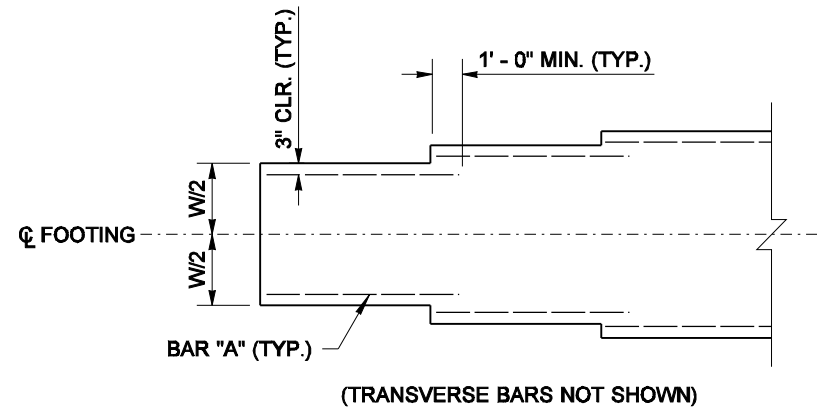 3" CLR. (TYP.)
1' - 0" MIN. (TYP.)
W/2
℄ FOOTING
W/2
BAR "A" (TYP.)
(TRANSVERSE BARS NOT SHOWN)